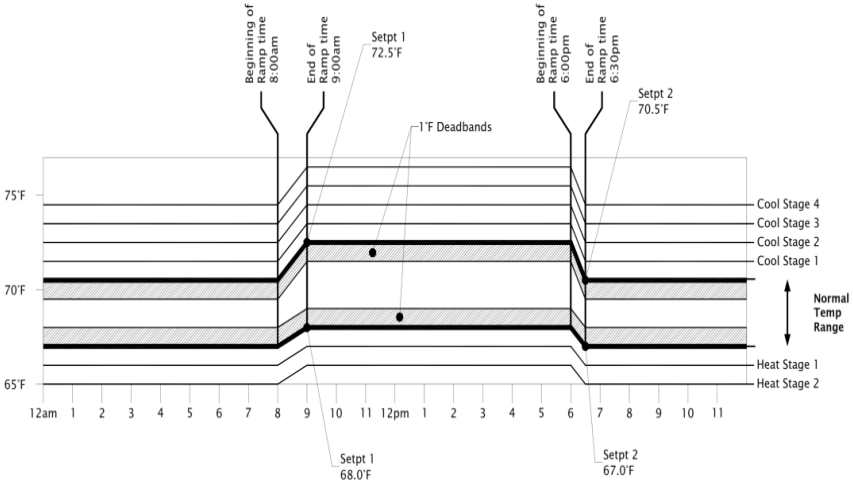 Beginning of
Ramp time
8:00am
End of
Ramp time
9:00am
Setpt 1
72.5°F
Beginning of
Ramp time
6:00pm
End of
Ramp time
6:30pm
Setpt 2
70.5°F
1°F Deadbands
75°F
70°F
65°F
Cool Stage 4
Cool Stage 3
Cool Stage 2
Cool Stage 1
Normal
Temp
Range
Heat Stage 1
Heat Stage 2
12am 1 2 3 4 5 6 7 8 9 10 11 12pm 1 2 3 4 5 6 7 8 9 10 11
Setpt 1
68.0°F
Setpt 2
67.0°F